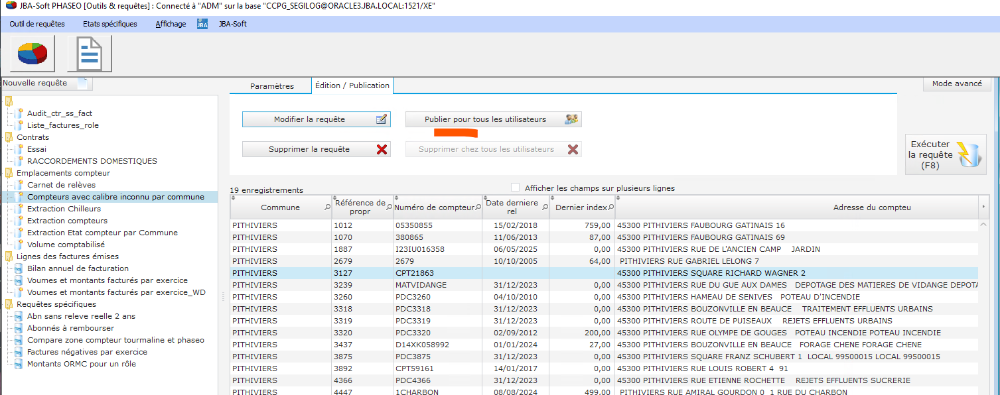 JBA-Soft PHASEO [Outils & requêtes] : Connecté à "ADM" sur la base "CCPG_SEGILOG@ORACLE3.JBA.LOCAL:1521/XE"
Outil de requêtes Etats spécifiques Affichage JBA JBA-Soft
Nouvelle requête
Audit_ctr_ss_fact
Liste_factures_role
Contrats
Essai
RACCORDEMENTS DOMESTIQUES
Emplacements compteur
Carnet de relèves
Compteurs avec calibre inconnu par commune
Extraction Chilleurs
Extraction compteurs
Extraction Etat compteur par Commune
Volume comptabilisé
Lignes des factures émises
Bilan annuel de facturation
Voumes et montants facturés par exercice
Voumes et montants facturés par exercice_WD
Requêtes spécifiques
Abn sans releve reelle 2 ans
Abonnés à rembourser
Compare zone compteur tourmaline et phaseo
Factures négatives par exercice
Montants ORMC pour un rôle
Paramètres Édition / Publication
Mode avancé
Modifier la requête Publier pour tous les utilisateurs
Supprimer la requête Supprimer chez tous les utilisateurs
Exécuter
la requête
(F8)
19 enregistrements Afficher les champs sur plusieurs lignes
Commune Référence de propr Numéro de compteur Date derniere rel Dernier index Adresse du compteu
PITHIVIERS 1012 05350855 15/02/2018 759,00 45300 PITHIVIERS FAUBOURG GATINAIS 16
PITHIVIERS 1070 380865 11/06/2013 87,00 45300 PITHIVIERS FAUBOURG GATINAIS 69
PITHIVIERS 1887 I23IU016358 06/05/2025 0,00 45300 PITHIVIERS RUE DE L'ANCIEN CAMP JARDIN
PITHIVIERS 2679 2679 10/10/2005 64,00 PITHIVIERS RUE GABRIEL LELONG 7
PITHIVIERS 3127 CPT21863 45300 PITHIVIERS SQUARE RICHARD WAGNER 2
PITHIVIERS 3239 MATVIDANGE 31/12/2023 0,00 45300 PITHIVIERS RUE DU GUE AUX DAMES DEPOTAGE DES MATIERES DE VIDANGE DEPOTA
PITHIVIERS 3260 PDC3260 04/10/2010 0,00 45300 PITHIVIERS HAMEAU DE SENIVES POTEAU D'INCENDIE
PITHIVIERS 3318 PDC3318 31/12/2023 0,00 45300 PITHIVIERS BOUZONVILLE EN BEAUCE TRAITEMENT EFFLUENTS URBAINS
PITHIVIERS 3319 PDC3319 31/12/2023 0,00 45300 PITHIVIERS ROUTE DE PUISEAUX REJETS EFFLUENTS URBAINS
PITHIVIERS 3320 PDC3320 02/09/2012 200,00 45300 PITHIVIERS RUE OLYMPE DE GOUGES POTEAU INCENDIE POTEAU INCENDIE
PITHIVIERS 3437 D14XK058992 01/01/2024 27,00 45300 PITHIVIERS BOUZONVILLE EN BEAUCE FORAGE CHENE FORAGE CHENE
PITHIVIERS 3875 PDC3875 31/12/2023 0,00 45300 PITHIVIERS SQUARE FRANZ SCHUBERT 1 LOCAL 99500015 LOCAL 99500015
PITHIVIERS 3892 CPT59161 14/01/2017 0,00 45300 PITHIVIERS RUE LOUIS ROBERT 4 91
PITHIVIERS 4366 PDC4366 31/12/2023 0,00 45300 PITHIVIERS RUE ETIENNE ROCHETTE REJETS EFFLUENTS SUCRERIE
PITHIVIERS 4447 1CHARBON 08/08/2024 499,00 PITHIVIERS RUE AMIRAL GOURDON 0 1 RUE DU CHARBON